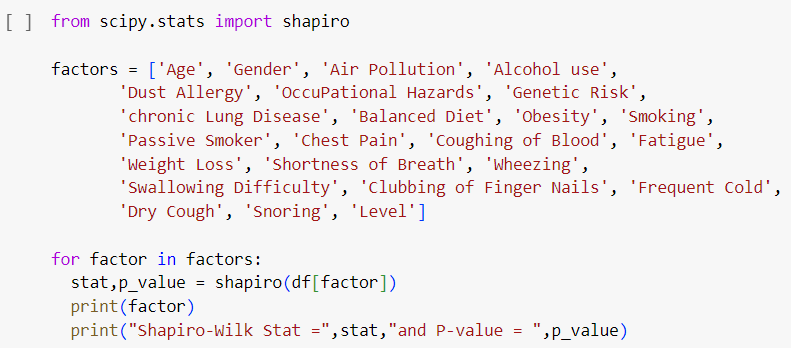 [ ] from scipy.stats import shapiro
factors = ['Age', 'Gender', 'Air Pollution', 'Alcohol use',
'Dust Allergy', 'OccuPational Hazards', 'Genetic Risk',
'chronic Lung Disease', 'Balanced Diet', 'Obesity', 'Smoking',
'Passive Smoker', 'Chest Pain', 'Coughing of Blood', 'Fatigue',
'Weight Loss', 'Shortness of Breath', 'Wheezing',
'Swallowing Difficulty', 'Clubbing of Finger Nails', 'Frequent Cold',
'Dry Cough', 'Snoring', 'Level']
for factor in factors:
stat,p_value = shapiro(df[factor])
print(factor)
print("Shapiro-Wilk Stat =",stat,"and P-value = ",p_value)